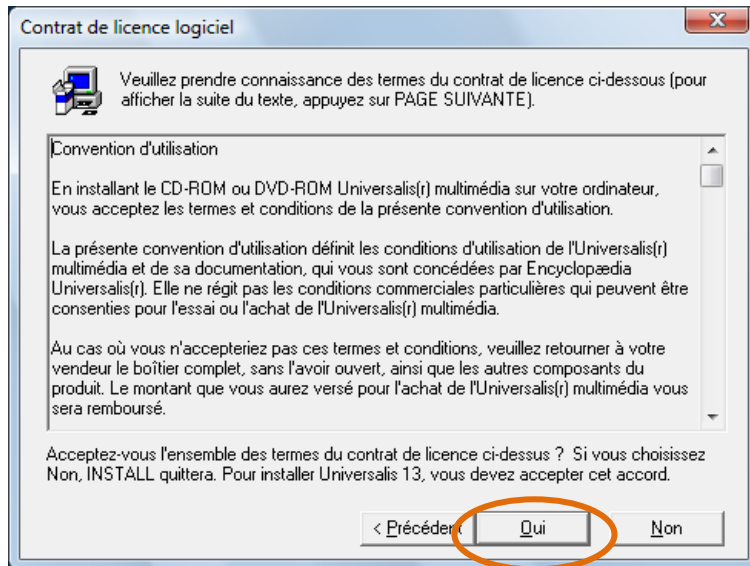 Contrat de licence logiciel
Veuillez prendre connaissance des termes du contrat de licence ci-dessous (pour
afficher la suite du texte, appuyez sur PAGE SUIVANTE).
Convention d'utilisation
En installant le CD-ROM ou DVD-ROM Universalis(r) multimédia sur votre ordinateur,
vous acceptez les termes et conditions de la présente convention d'utilisation.
La présente convention d'utilisation définit les conditions d'utilisation de l'Universalis(r)
multimédia et de sa documentation, qui vous sont concédées par Encyclopædia
Universalis(r). Elle ne régit pas les conditions commerciales particulières qui peuvent être
consenties pour l'essai ou l'achat de l'Universalis(r) multimédia.
Au cas où vous n'accepteriez pas ces termes et conditions, veuillez retourner à votre
vendeur le boîtier complet, sans l'avoir ouvert, ainsi que les autres composants du
produit. Le montant que vous aurez versé pour l'achat de l'Universalis(r) multimédia vous
sera remboursé.
Acceptez-vous l'ensemble des termes du contrat de licence ci-dessus ? Si vous choisissez
Non, INSTALL quittera. Pour installer Universalis 13, vous devez accepter cet accord.
< Précédent Oui Non